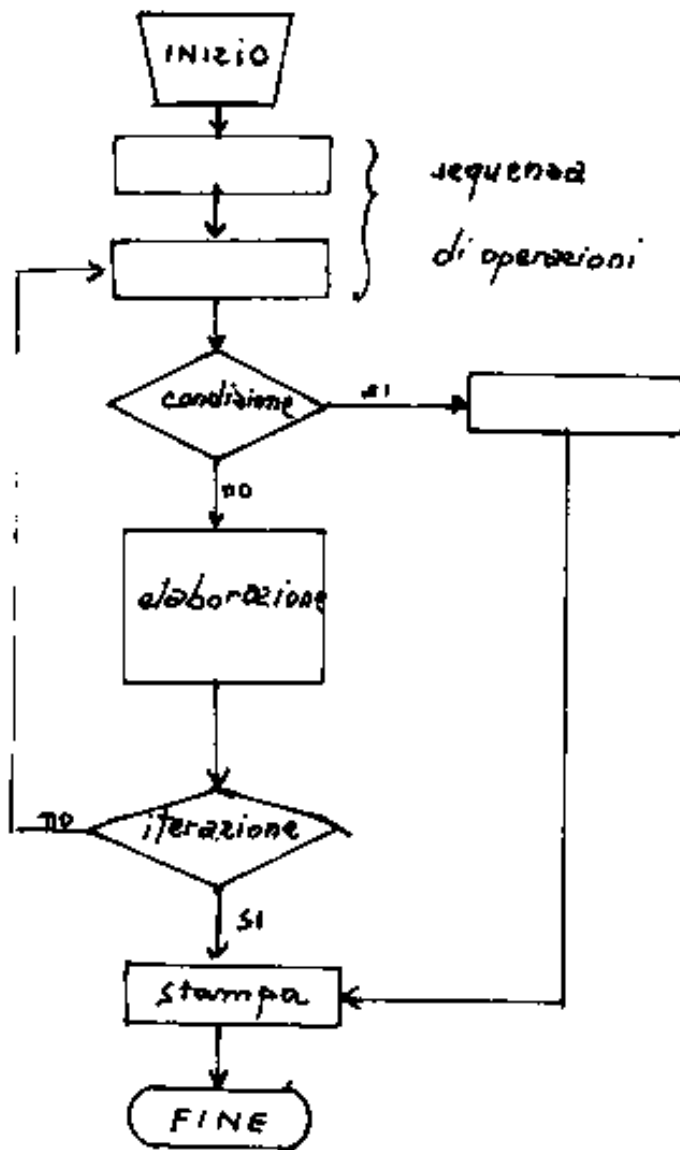 INIZIO
sequenza
di operazioni
condizione
si
no
elaborazione
iterazione
no
SI
stampa
FINE